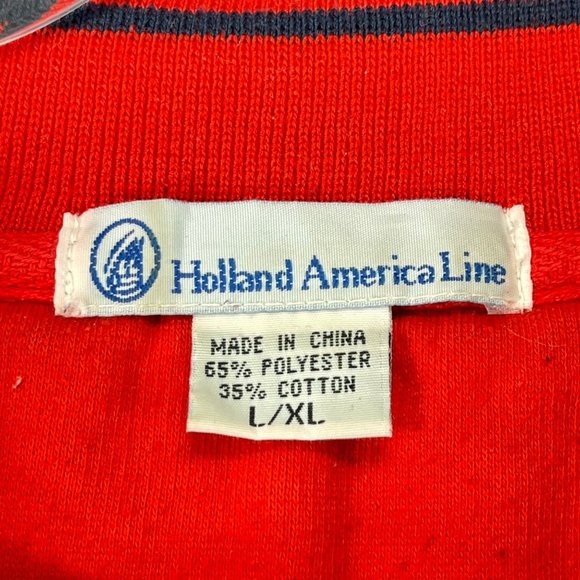 Holland America Line
MADE IN CHINA
65% POLYESTER
35% COTTON
L/XL